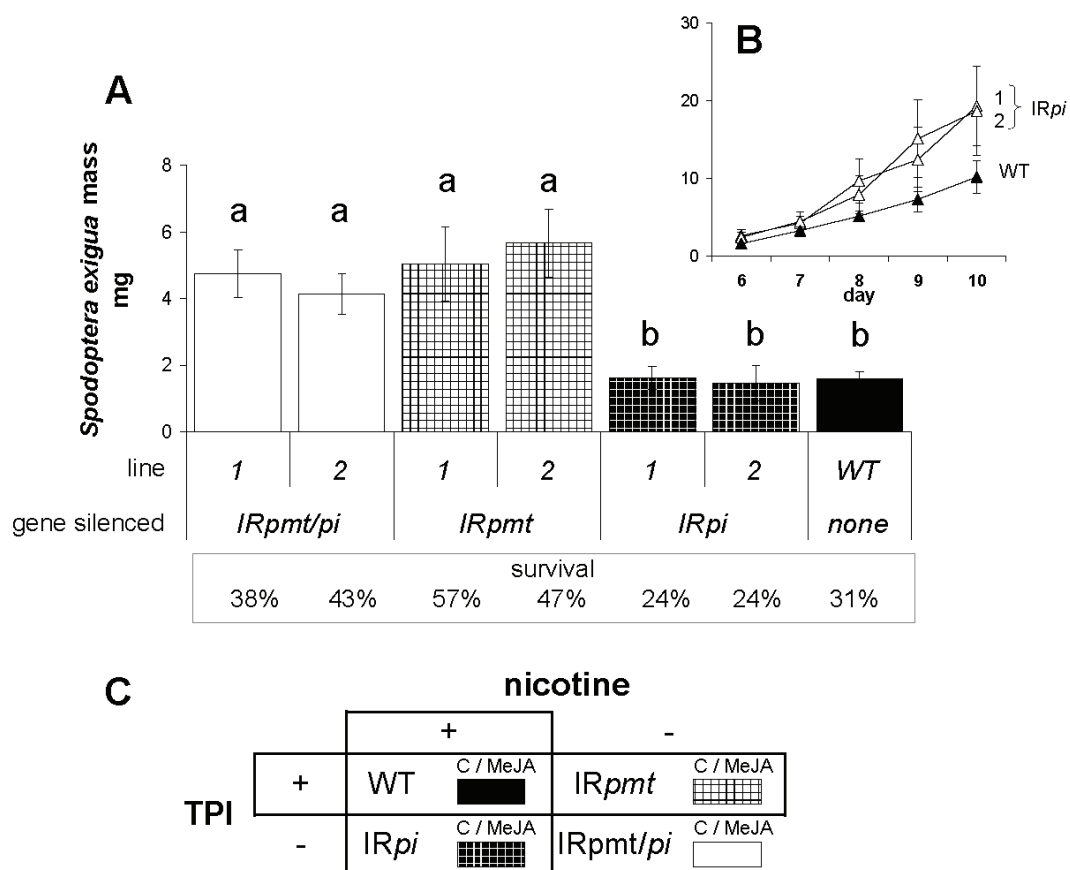 A
Spodoptera exigua mass
mg
8
6
4
2
0
a
a
a
a
b
b
b
line
1
2
1
2
1
2
WT
gene silenced
IRpmt/pi
IRpmt
IRpi
none
survival
38% 43% 57% 47% 24% 24% 31%
B
30
20
10
0
6 7 8 9 10
day
1
2
IRpi
WT
C
nicotine
+ -
TPI
+ WT C / MeJA IRpmt C / MeJA
- IRpi C / MeJA IRpmt/pi C / MeJA